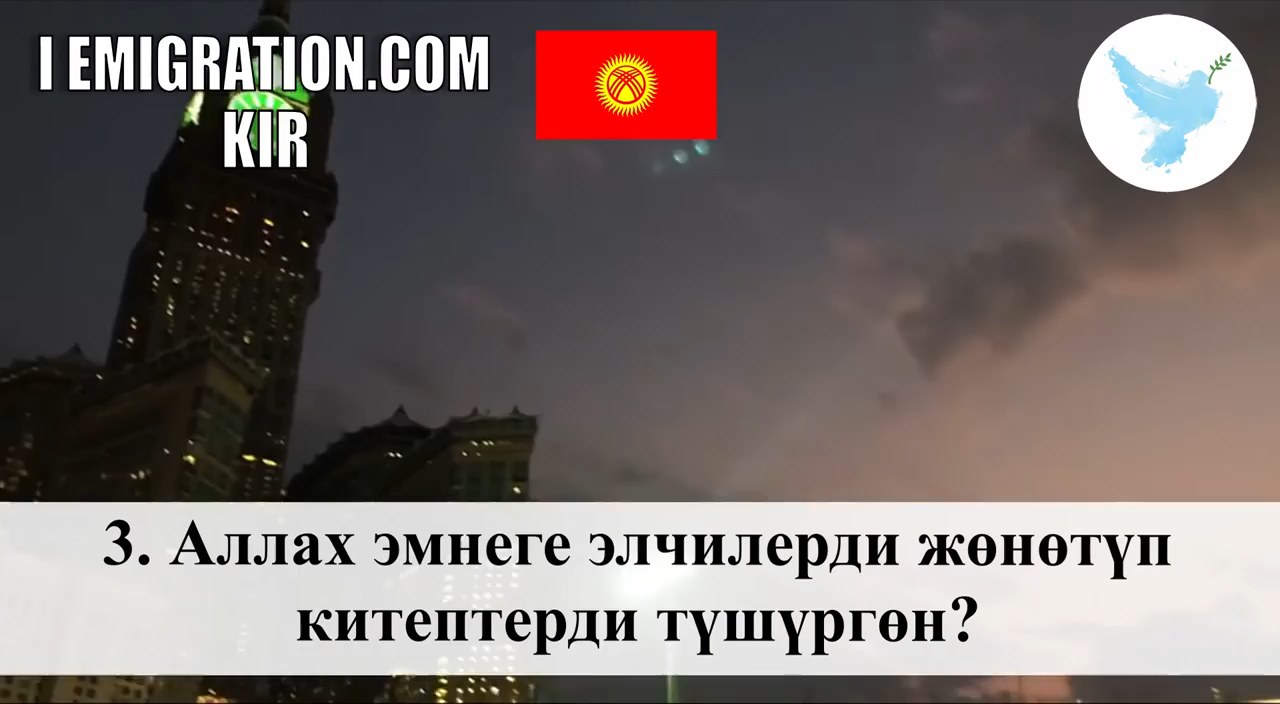 I EMIGRATION.COM
KIR
3. Аллах эмнеге элчилерди жөнөтүп
китептерди түшүргөн?